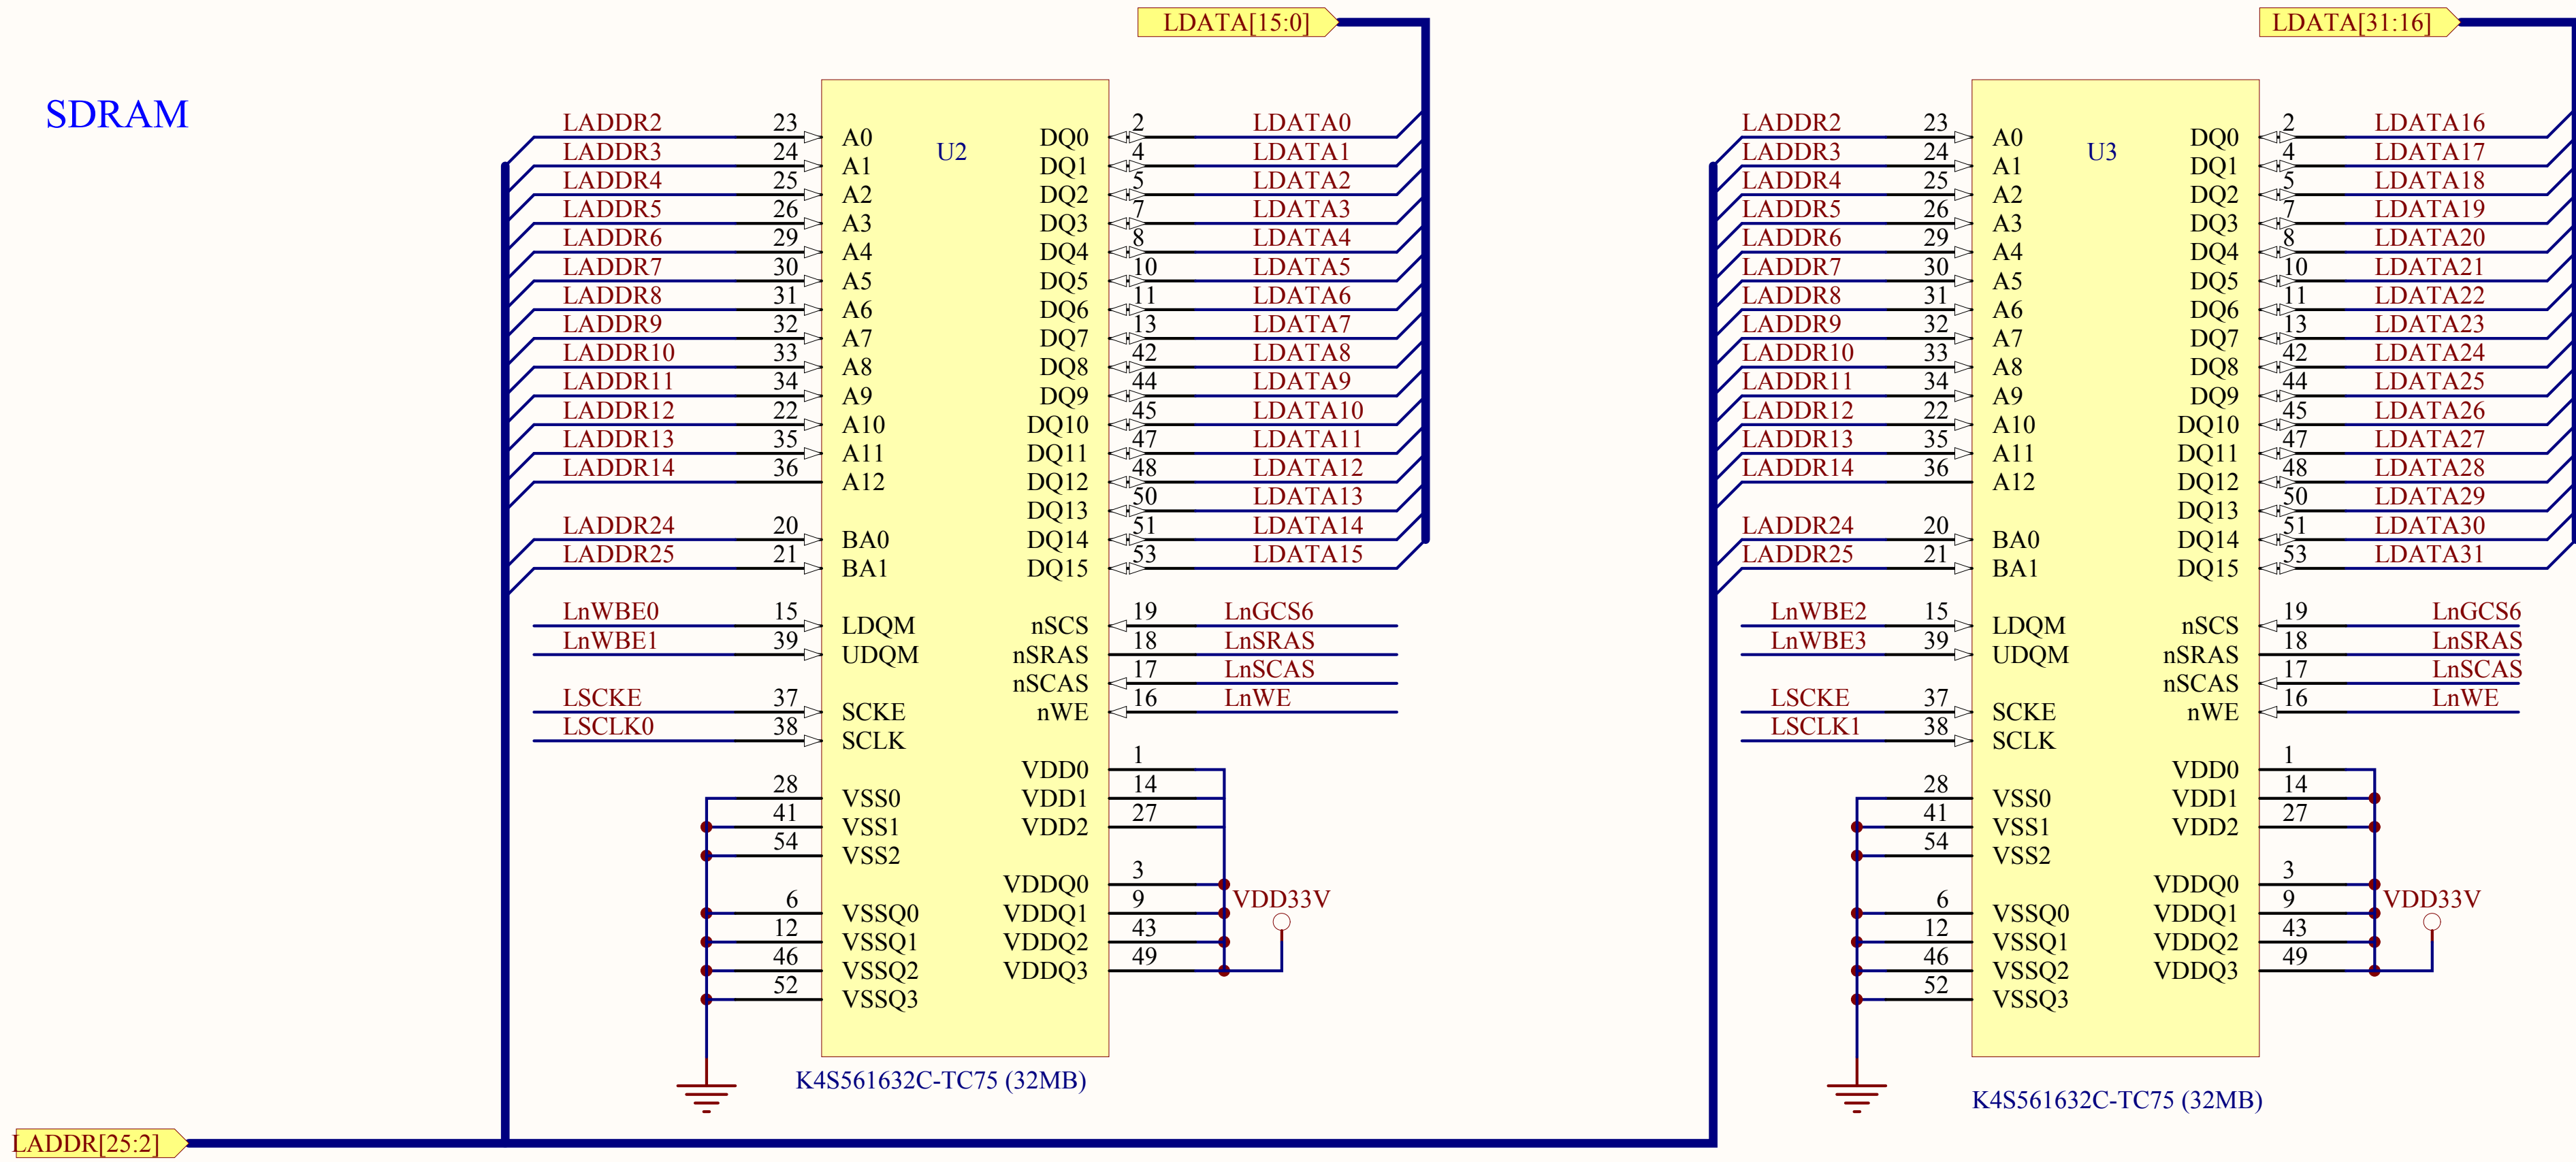 LDATA[15:0]
LDATA[31:16]
SDRAM
U2
LADDR2 23 A0 DQ0 2 LDATA0
LADDR3 24 A1 DQ1 4 LDATA1
LADDR4 25 A2 DQ2 5 LDATA2
LADDR5 26 A3 DQ3 7 LDATA3
LADDR6 29 A4 DQ4 8 LDATA4
LADDR7 30 A5 DQ5 10 LDATA5
LADDR8 31 A6 DQ6 11 LDATA6
LADDR9 32 A7 DQ7 13 LDATA7
LADDR10 33 A8 DQ8 42 LDATA8
LADDR11 34 A9 DQ9 44 LDATA9
LADDR12 22 A10 DQ10 45 LDATA10
LADDR13 35 A11 DQ11 47 LDATA11
LADDR14 36 A12 DQ12 48 LDATA12
DQ13 50 LDATA13
LADDR24 20 BA0 DQ14 51 LDATA14
LADDR25 21 BA1 DQ15 53 LDATA15
LnWBE0 15 LDQM nSCS 19 LnGCS6
LnWBE1 39 UDQM nSRAS 18 LnSRAS
nSCAS 17 LnSCAS
LSCKE 37 SCKE nWE 16 LnWE
LSCLK0 38 SCLK
VDD0 1
28 VSS0 VDD1 14
41 VSS1 VDD2 27
54 VSS2
VDDQ0 3
6 VSSQ0 VDDQ1 9 VDD33V
12 VSSQ1 VDDQ2 43
46 VSSQ2 VDDQ3 49
52 VSSQ3
K4S561632C-TC75 (32MB)
U3
LADDR2 23 A0 DQ0 2 LDATA16
LADDR3 24 A1 DQ1 4 LDATA17
LADDR4 25 A2 DQ2 5 LDATA18
LADDR5 26 A3 DQ3 7 LDATA19
LADDR6 29 A4 DQ4 8 LDATA20
LADDR7 30 A5 DQ5 10 LDATA21
LADDR8 31 A6 DQ6 11 LDATA22
LADDR9 32 A7 DQ7 13 LDATA23
LADDR10 33 A8 DQ8 42 LDATA24
LADDR11 34 A9 DQ9 44 LDATA25
LADDR12 22 A10 DQ10 45 LDATA26
LADDR13 35 A11 DQ11 47 LDATA27
LADDR14 36 A12 DQ12 48 LDATA28
DQ13 50 LDATA29
LADDR24 20 BA0 DQ14 51 LDATA30
LADDR25 21 BA1 DQ15 53 LDATA31
LnWBE2 15 LDQM nSCS 19 LnGCS6
LnWBE3 39 UDQM nSRAS 18 LnSRAS
nSCAS 17 LnSCAS
LSCKE 37 SCKE nWE 16 LnWE
LSCLK1 38 SCLK
VDD0 1
28 VSS0 VDD1 14
41 VSS1 VDD2 27
54 VSS2
VDDQ0 3
6 VSSQ0 VDDQ1 9 VDD33V
12 VSSQ1 VDDQ2 43
46 VSSQ2 VDDQ3 49
52 VSSQ3
K4S561632C-TC75 (32MB)
LADDR[25:2]